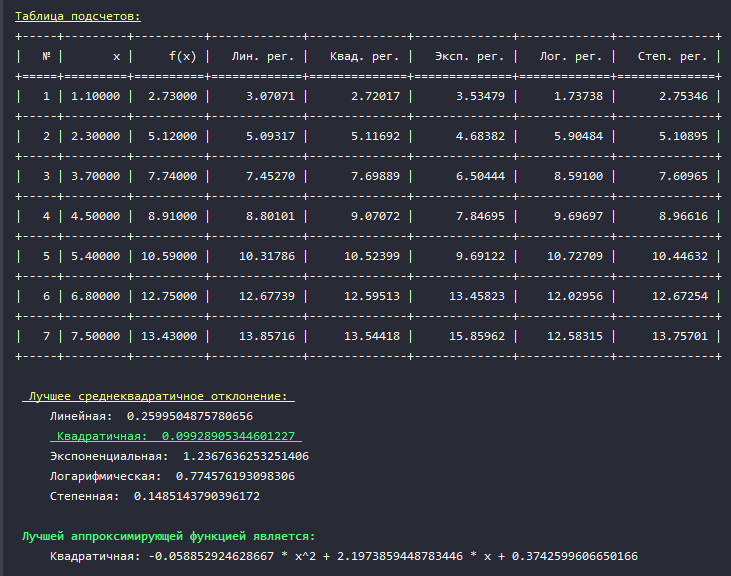 Таблица подсчетов:
+-----+---------+----------+-------------+--------------+--------------+-------------+--------------+
|   № |       x |     f(x) |   Лин. рег. |   Квад. рег. |   Эксп. рег. |   Лог. рег. |   Степ. рег. |
+=====+=========+==========+=============+==============+==============+=============+==============+
|   1 | 1.10000 |  2.73000 |     3.07071 |      2.72017 |      3.53479 |     1.73738 |      2.75346 |
+-----+---------+----------+-------------+--------------+--------------+-------------+--------------+
|   2 | 2.30000 |  5.12000 |     5.09317 |      5.11692 |      4.68382 |     5.90484 |      5.10895 |
+-----+---------+----------+-------------+--------------+--------------+-------------+--------------+
|   3 | 3.70000 |  7.74000 |     7.45270 |      7.69889 |      6.50444 |     8.59100 |      7.60965 |
+-----+---------+----------+-------------+--------------+--------------+-------------+--------------+
|   4 | 4.50000 |  8.91000 |     8.80101 |      9.07072 |      7.84695 |     9.69697 |      8.96616 |
+-----+---------+----------+-------------+--------------+--------------+-------------+--------------+
|   5 | 5.40000 | 10.59000 |    10.31786 |     10.52399 |      9.69122 |    10.72709 |     10.44632 |
+-----+---------+----------+-------------+--------------+--------------+-------------+--------------+
|   6 | 6.80000 | 12.75000 |    12.67739 |     12.59513 |     13.45823 |    12.02956 |     12.67254 |
+-----+---------+----------+-------------+--------------+--------------+-------------+--------------+
|   7 | 7.50000 | 13.43000 |    13.85716 |     13.54418 |     15.85962 |    12.58315 |     13.75701 |
+-----+---------+----------+-------------+--------------+--------------+-------------+--------------+
Лучшее среднеквадратичное отклонение:
Линейная: 0.2599504875780656
Квадратичная: 0.09928905344601227
Экспоненциальная: 1.2367636253251406
Логарифмическая: 0.774576193098306
Степенная: 0.1485143790396172
Лучшей аппроксимирующей функцией является:
Квадратичная: -0.058852924628667 * x^2 + 2.1973859448783446 * x + 0.3742599606650166